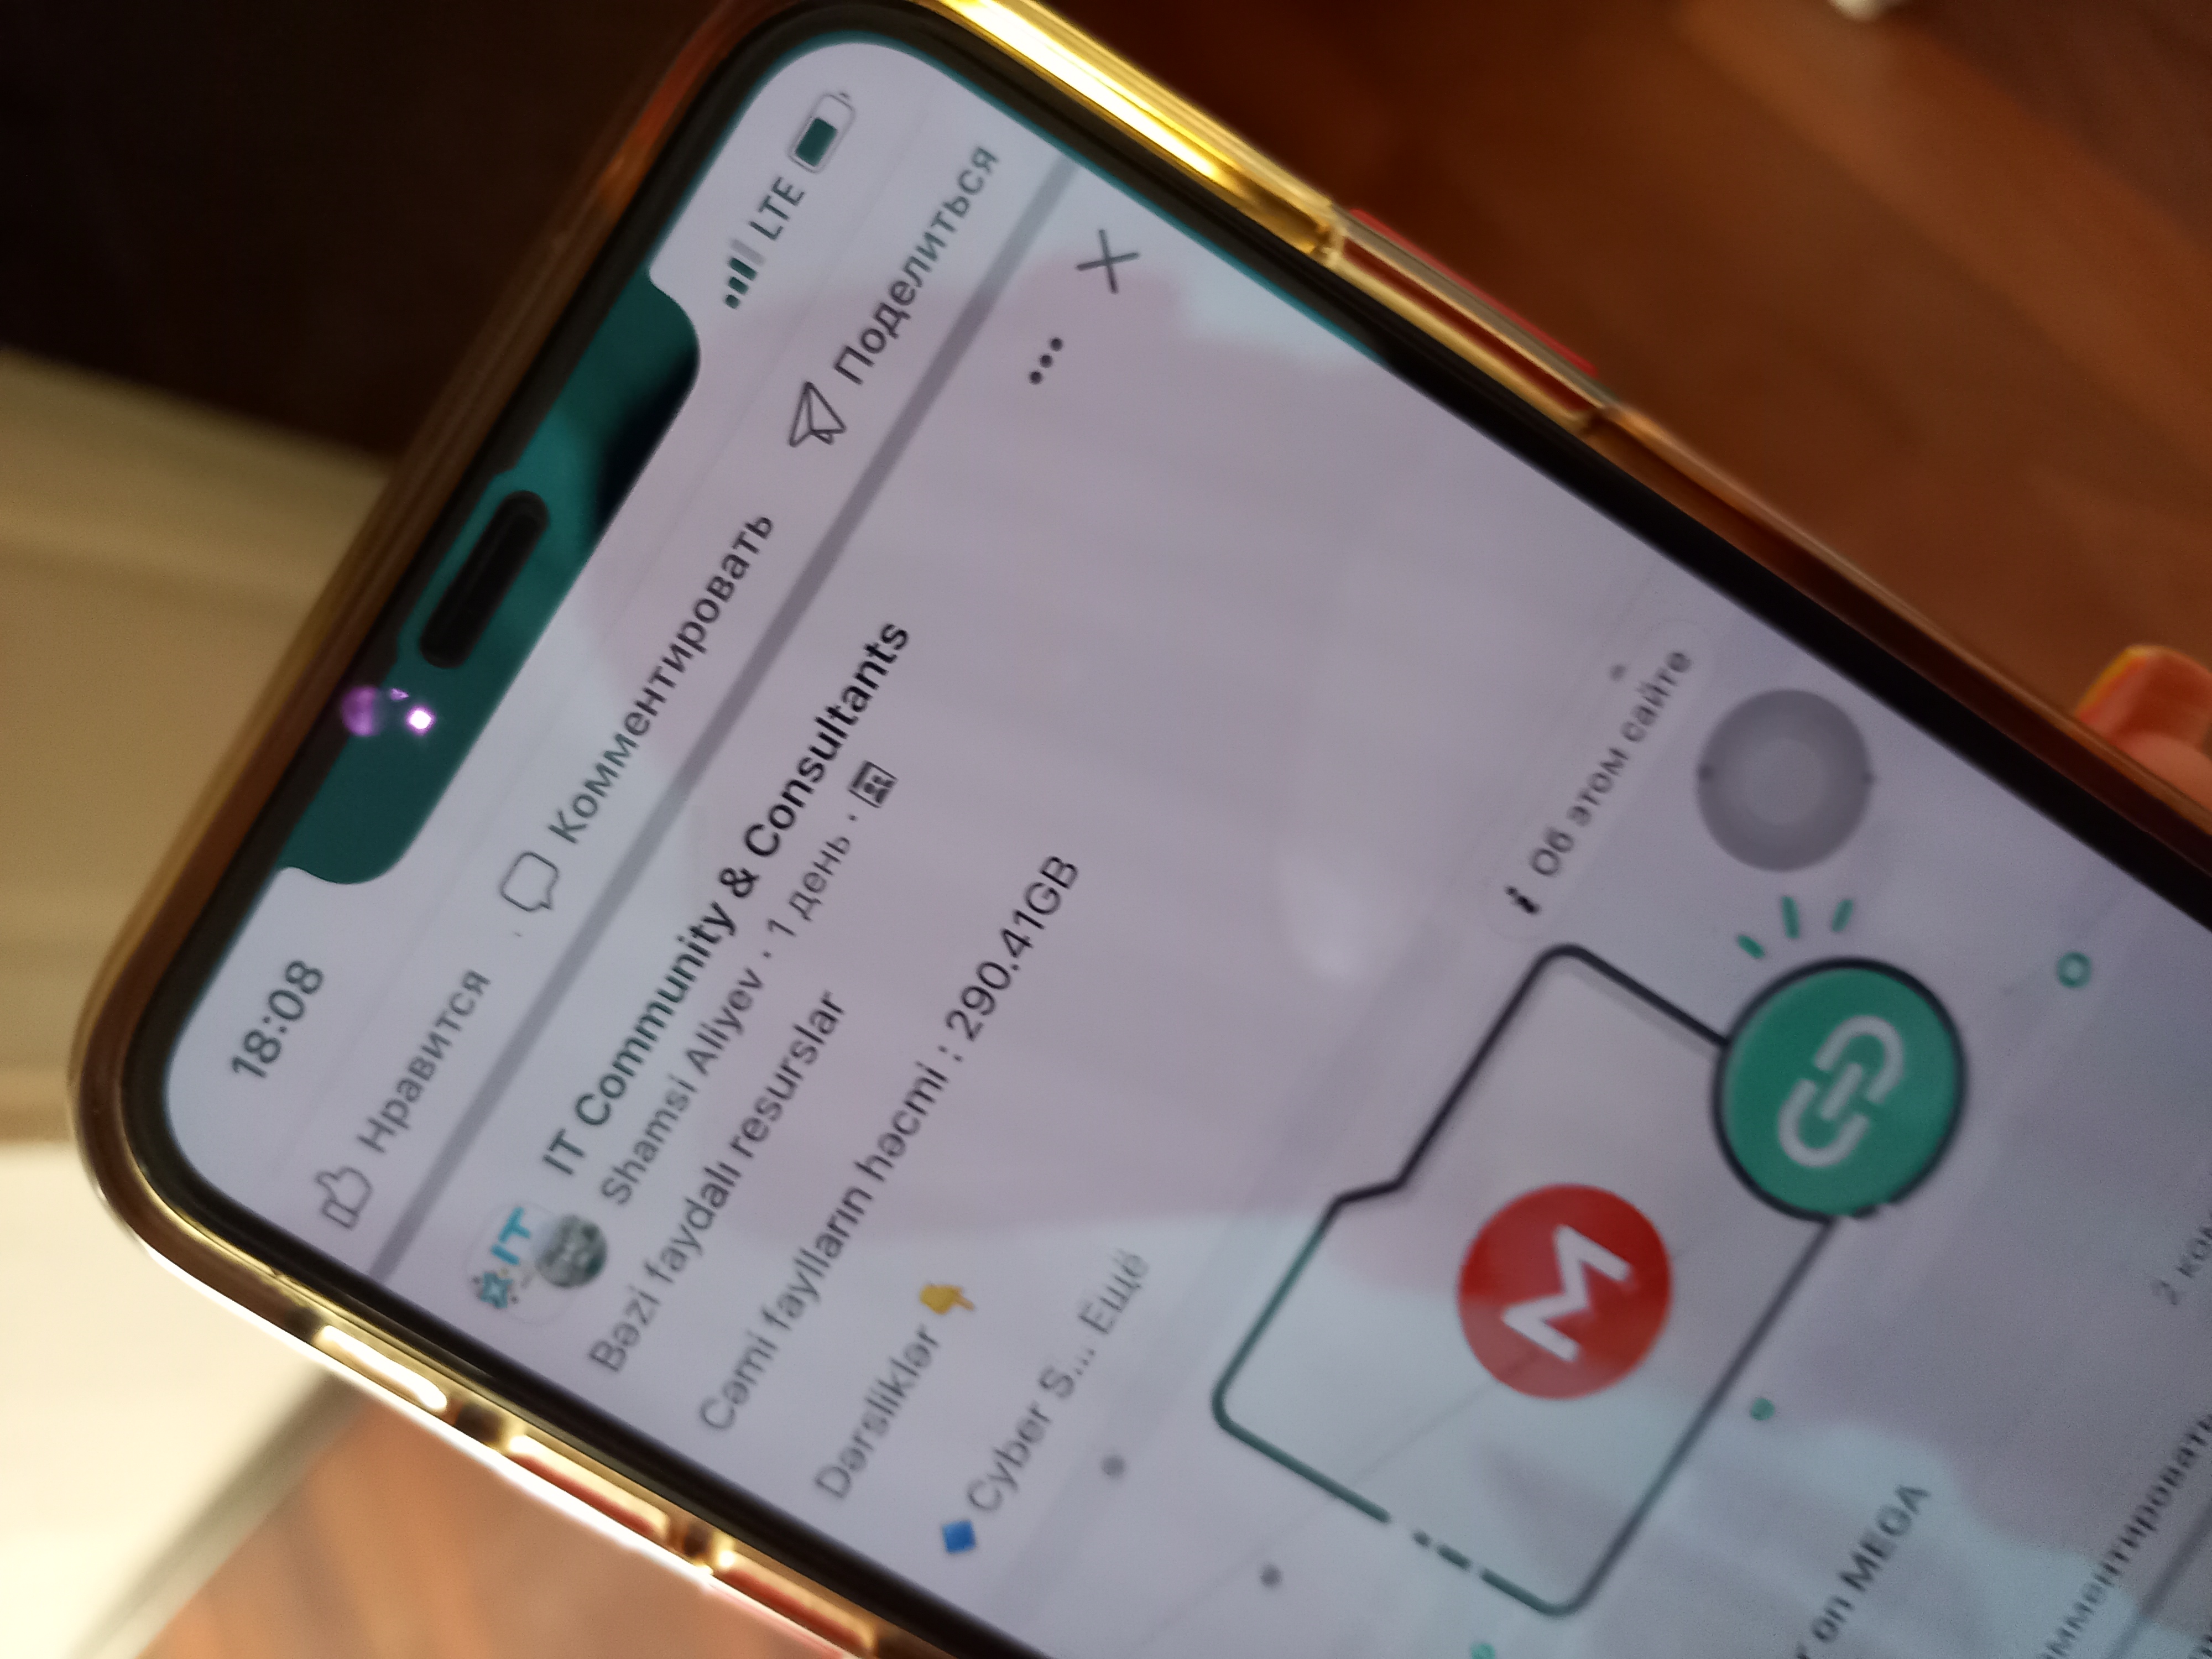 18:08
LTE
Нравится
Комментировать
Поделиться
IT
IT Community & Consultants
Shamsi Aliyev · 1 день ·
Bəzi faydalı resurslar
Cəmi faylların həcmi : 290.41GB
Dərsliklər 👇
🔷 Cyber S... Ещё
M
i Об этом сайте
on MEGA
2